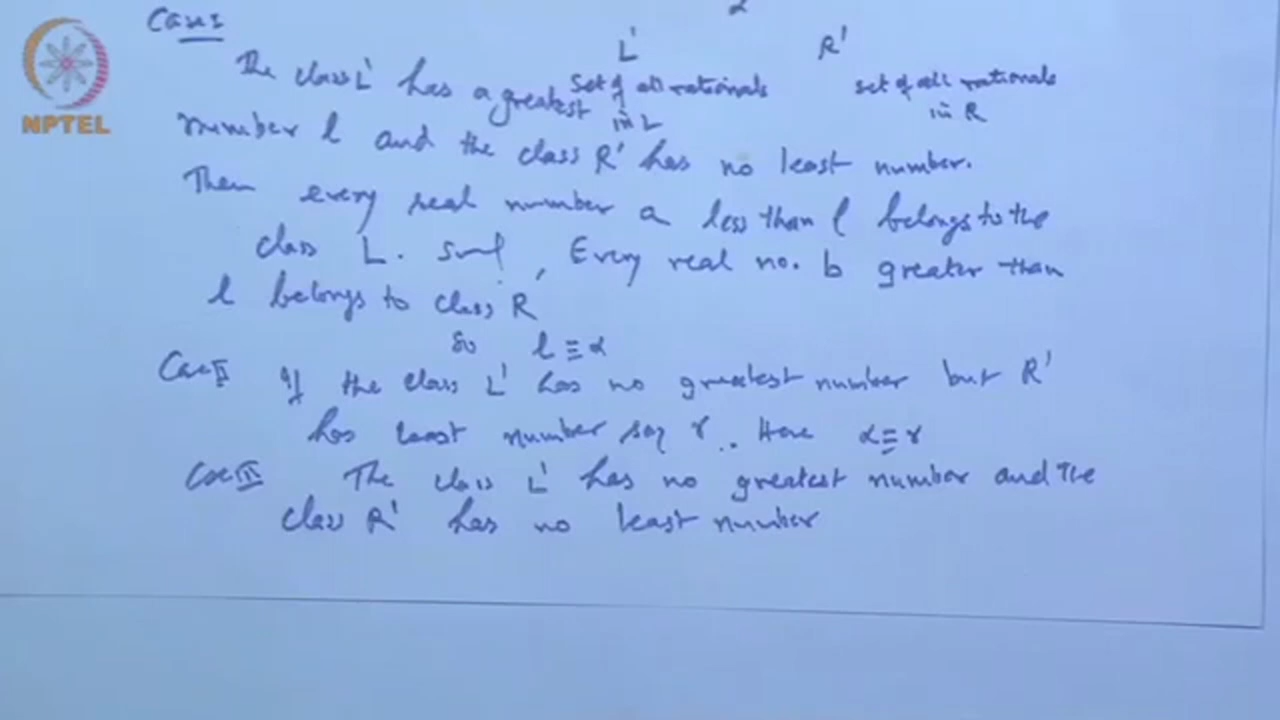 Case I
α
L' R'
The class L' has a greatest set of all rationals set of all rationals
in L in R
number l and the class R' has no least number.
Then every real number a less than l belongs to the
class L. , Every real no. b greater than
l belongs to class R
So l ≡ α
Case II If the class L' has no greatest number but R'
has least number say r. Here α ≡ r
Case III The class L' has no greatest number and the
class R' has no least number
NPTEL